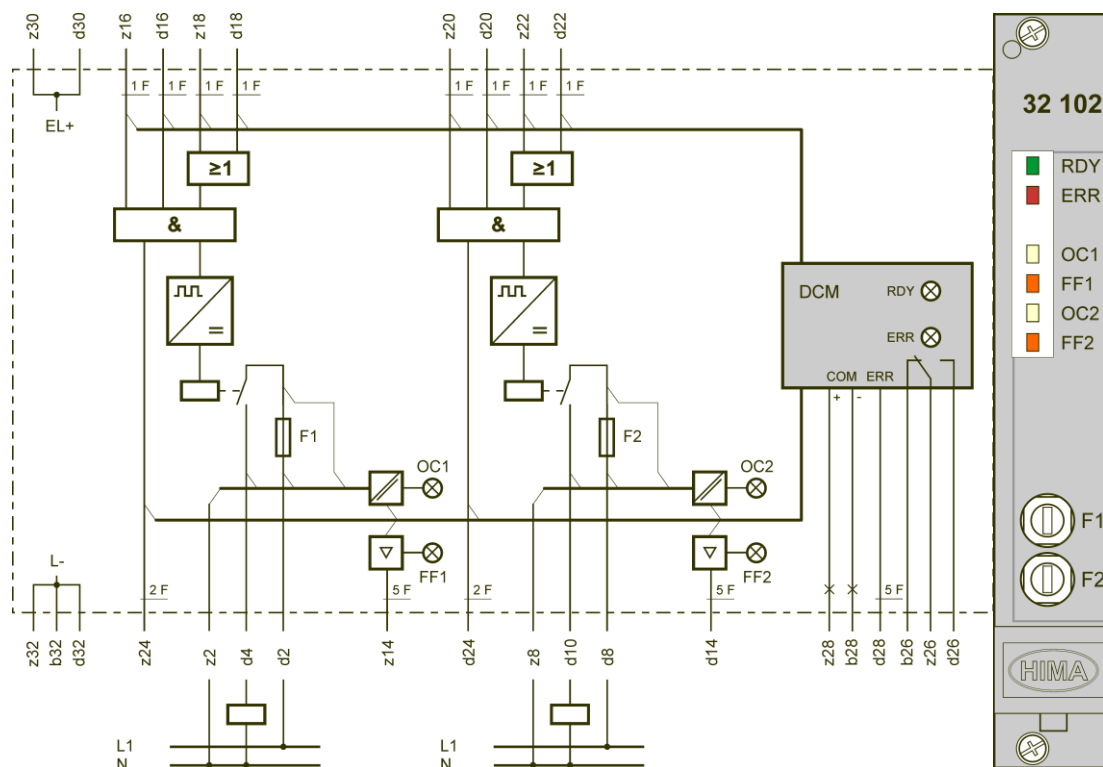 z30 d30 z16 d16 z18 d18 z20 d20 z22 d22
1 F 1 F 1 F 1 F 1 F 1 F 1 F 1 F
EL+
32 102
≥1 ≥1
RDY
ERR
& &
OC1
FF1
OC2
FF2
DCM RDY
ERR
COM ERR
+ -
F1 F2
OC1 OC2
F1
FF1 FF2
F2
L-
2 F 5 F 2 F 5 F 5 F
z32 b32 d32 z24 z2 d4 d2 z14 d24 z8 d10 d8 d14 z28 b28 d28 b26 z26 d26
HIMA
L1 L1
N N